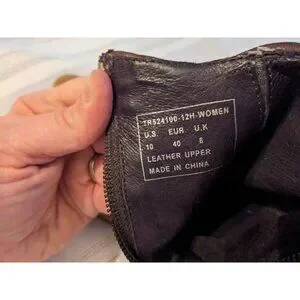 TR524100-12H-WOMEN
U.S. EUR. U.K
10 40 8
LEATHER UPPER
MADE IN CHINA